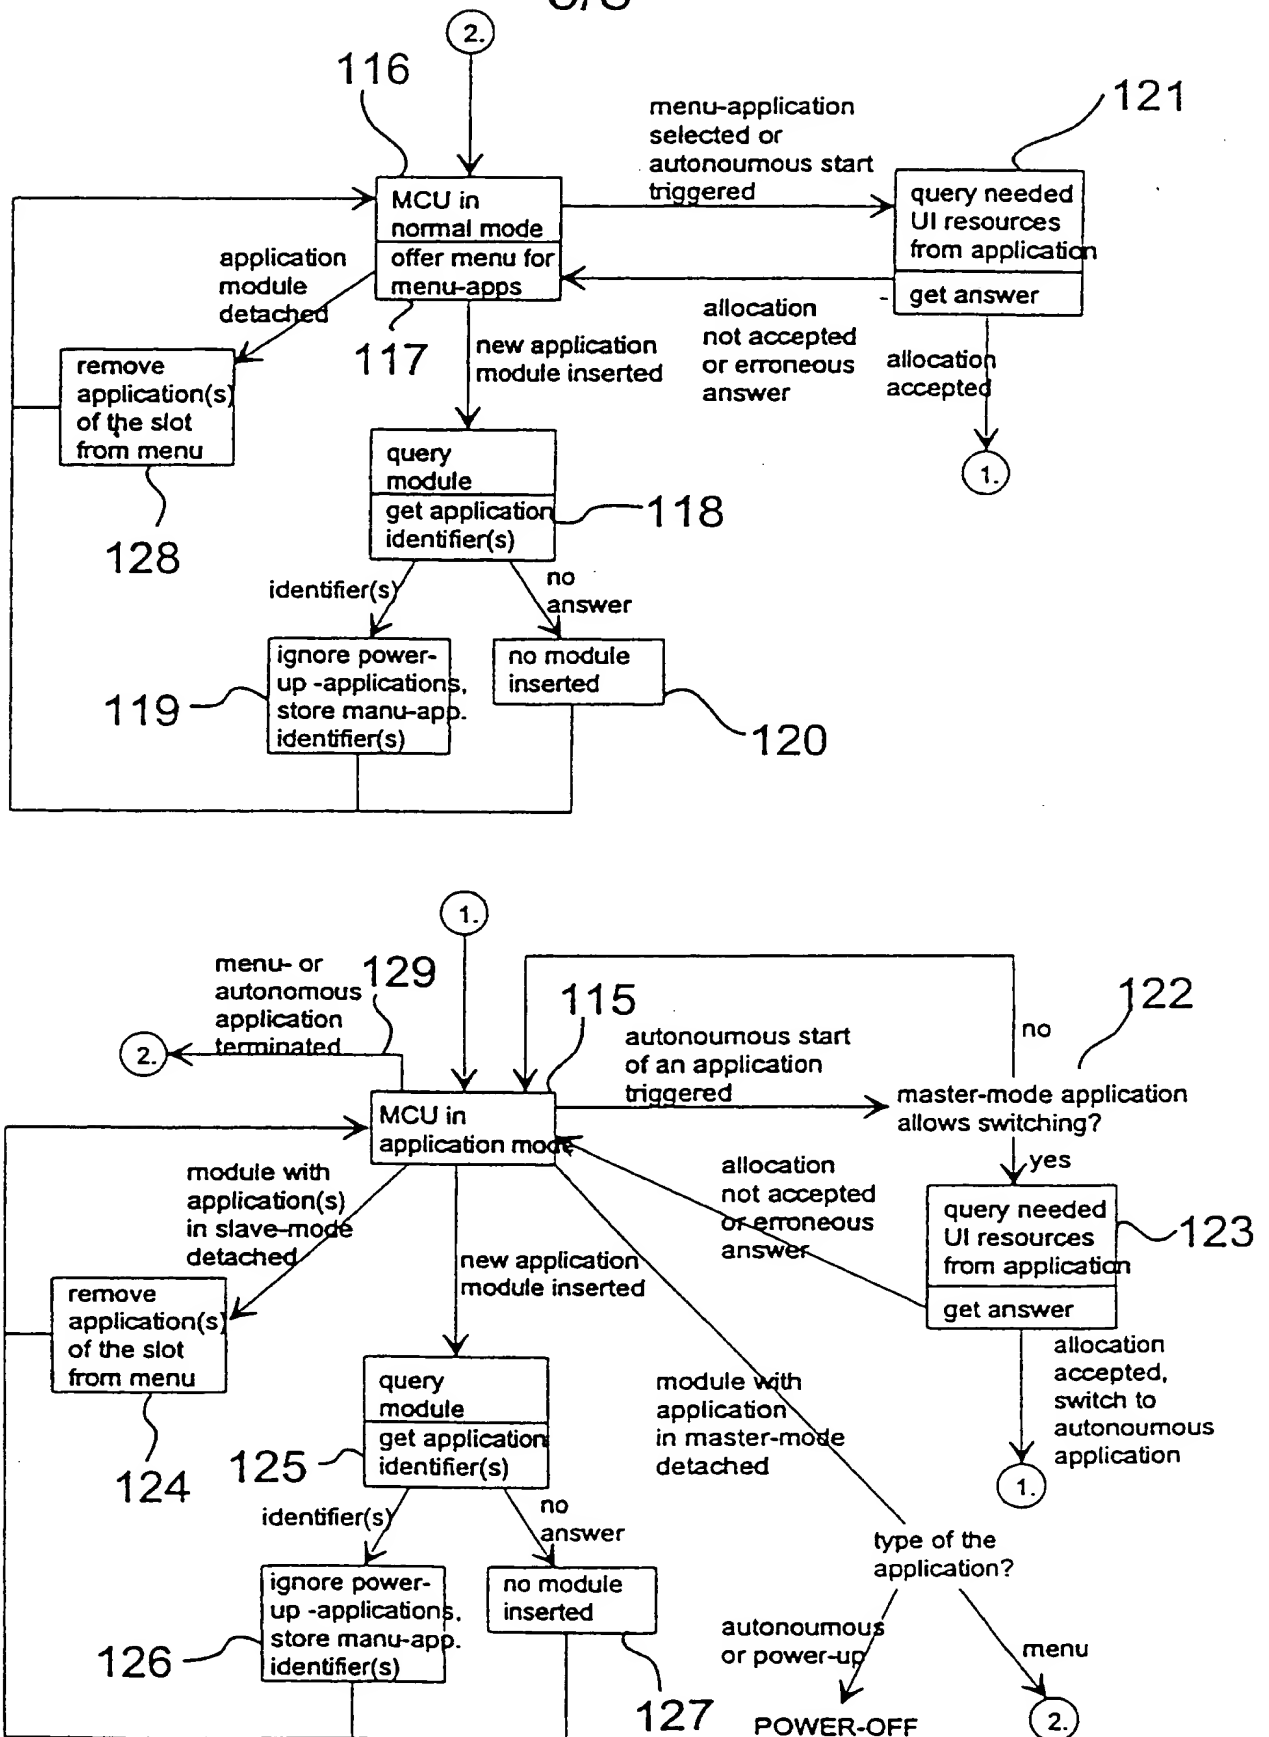 2.
116
menu-application
selected or
autonoumous start
triggered
121
MCU in
normal mode
offer menu for
menu-apps
query needed
UI resources
from application
get answer
application
module
detached
117
new application
module inserted
allocation
not accepted
or erroneous
answer
allocation
accepted
1.
remove
application(s)
of the slot
from menu
128
query
module
get application
identifier(s)
118
identifier(s)
no
answer
ignore power-
up -applications,
store manu-app.
identifier(s)
119
no module
inserted
120
1.
menu- or
autonomous
application
terminated
129
2.
115
autonoumous start
of an application
triggered
no
122
master-mode application
allows switching?
yes
MCU in
application mode
module with
application(s)
in slave-mode
detached
new application
module inserted
allocation
not accepted
or erroneous
answer
query needed
UI resources
from application
get answer
123
remove
application(s)
of the slot
from menu
124
query
module
get application
identifier(s)
125
module with
application
in master-mode
detached
allocation
accepted,
switch to
autonoumous
application
1.
identifier(s)
no
answer
type of the
application?
ignore power-
up -applications,
store manu-app.
identifier(s)
126
no module
inserted
127
autonoumous
or power-up
menu
POWER-OFF
2.